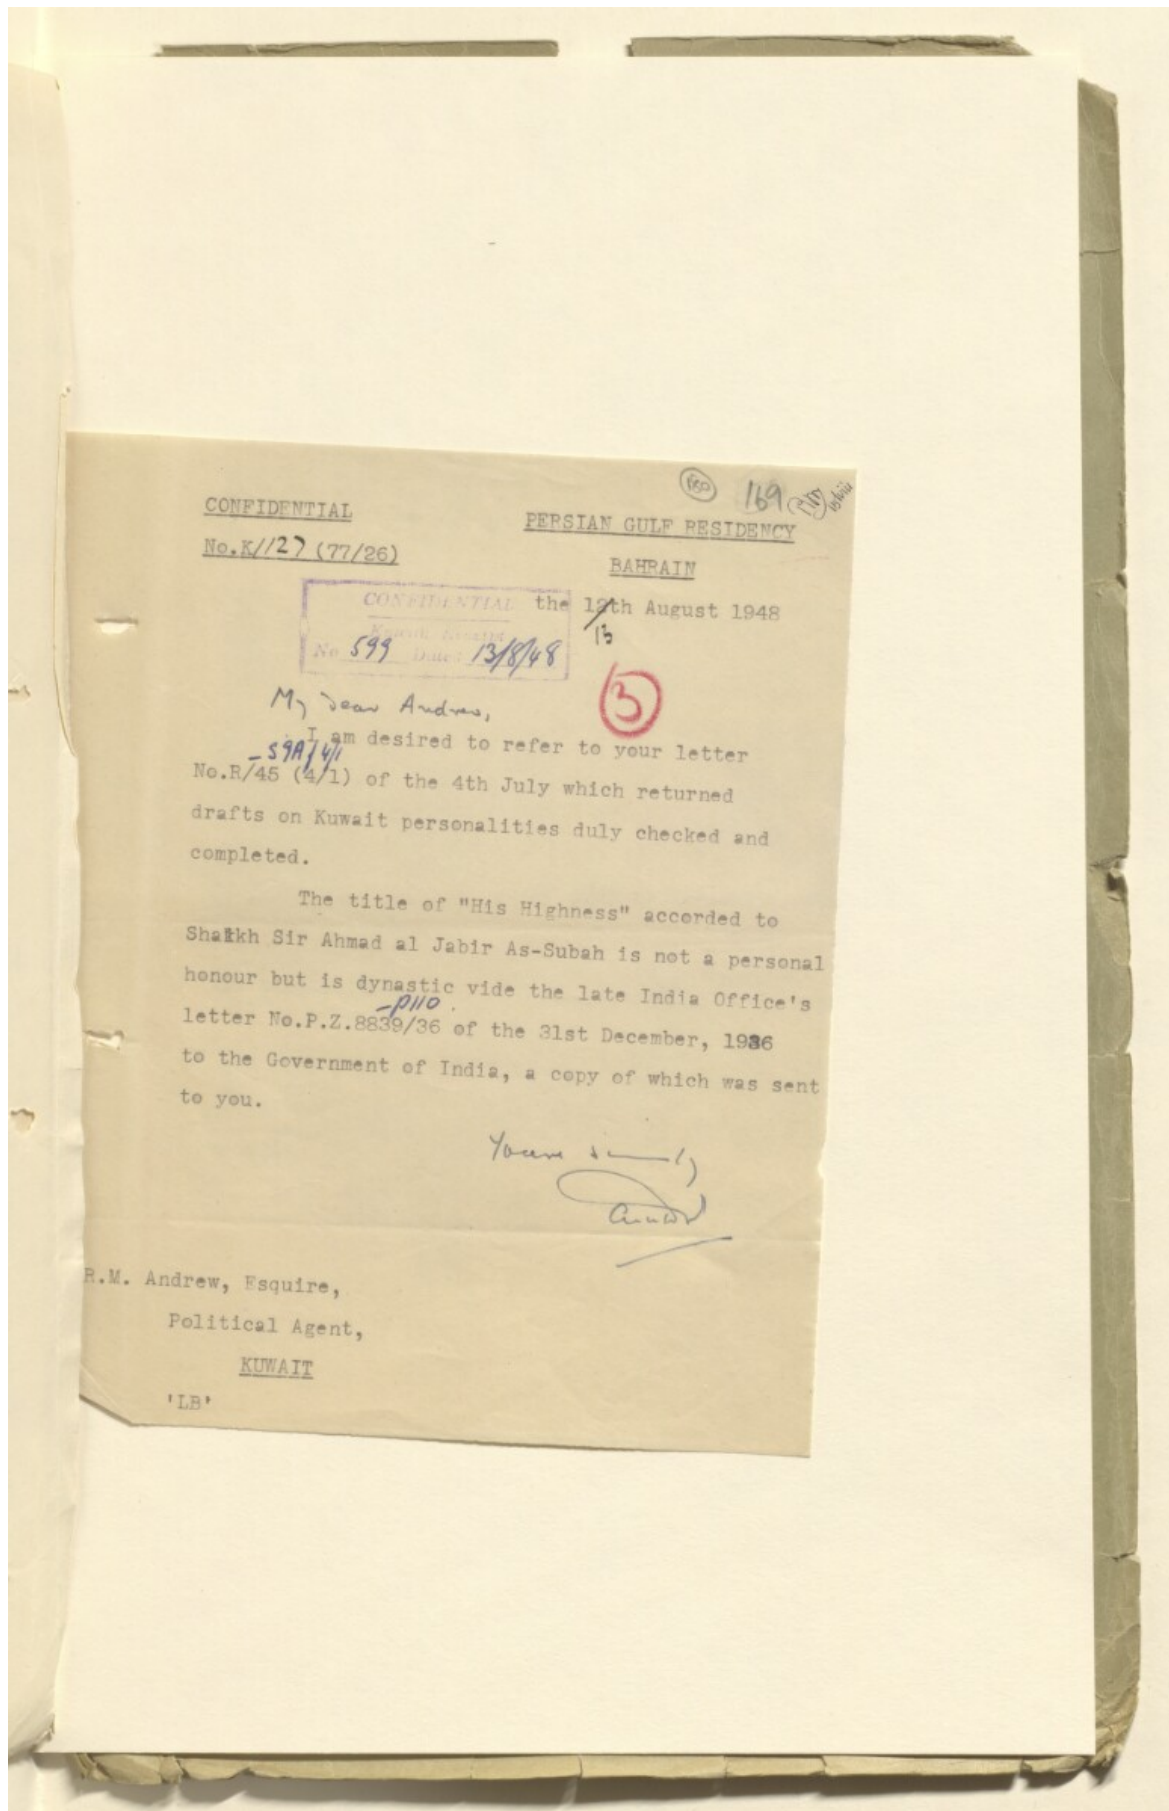 180
169
CONFIDENTIAL
PERSIAN GULF RESIDENCY
No.K/1127 (77/26)
BAHRAIN
CONFIDENTIAL
the 12th August 1948
13
No 599 Dated 13/8/48
3
My dear Andrew,
I am desired to refer to your letter
-59A/4/1
No.R/45 (4/1) of the 4th July which returned
drafts on Kuwait personalities duly checked and
completed.
The title of "His Highness" accorded to
Shaikh Sir Ahmad al Jabir As-Subah is not a personal
honour but is dynastic vide the late India Office's
-p110.
letter No.P.Z.8839/36 of the 31st December, 1936
to the Government of India, a copy of which was sent
to you.
Yours sincerely
R.M. Andrew, Esquire,
Political Agent,
KUWAIT
'LB'